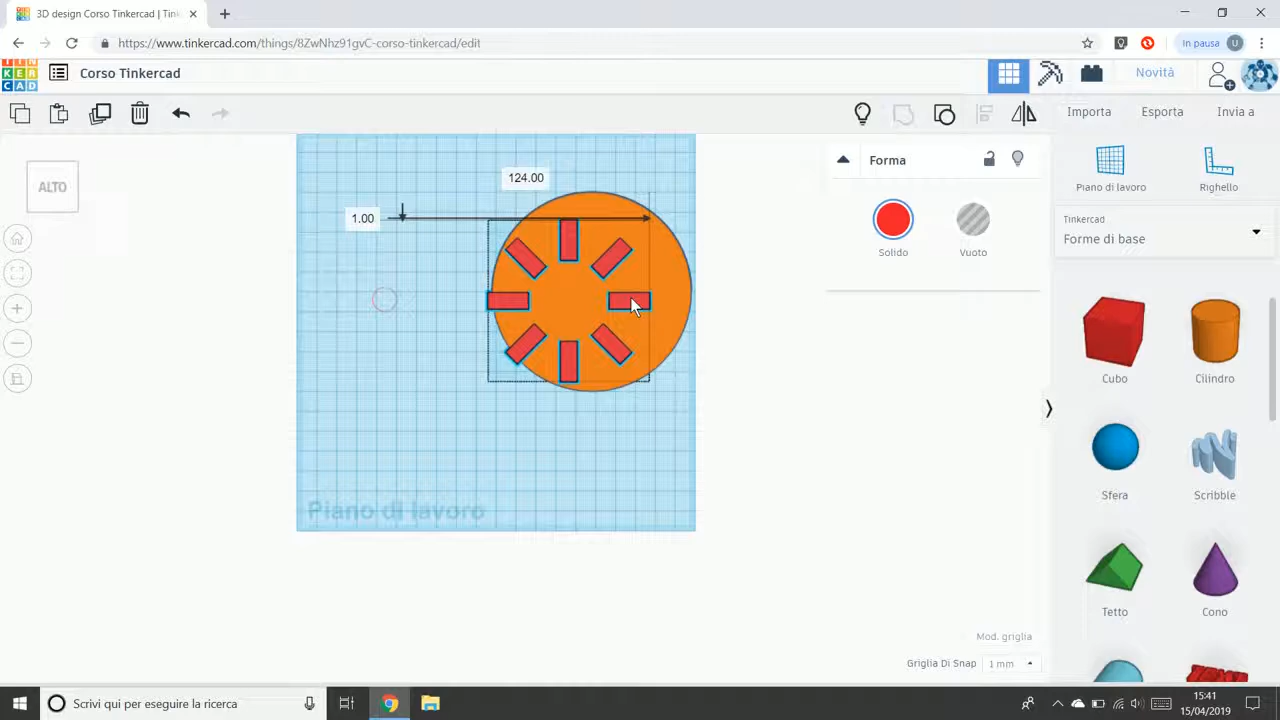 3D design Corso Tinkercad | Tink
https://www.tinkercad.com/things/8ZwNhz91gvC-corso-tinkercad/edit
In pausa
U
TIN
KER
CAD
Corso Tinkercad
Novità
Importa
Esporta
Invia a
ALTO
124.00
1.00
Forma
Solido
Vuoto
Piano di lavoro
Righello
Tinkercad
Forme di base
Cubo
Cilindro
Sfera
Scribble
Tetto
Cono
Piano di lavoro
Mod. griglia
Griglia Di Snap
1 mm
Scrivi qui per eseguire la ricerca
15:41
15/04/2019